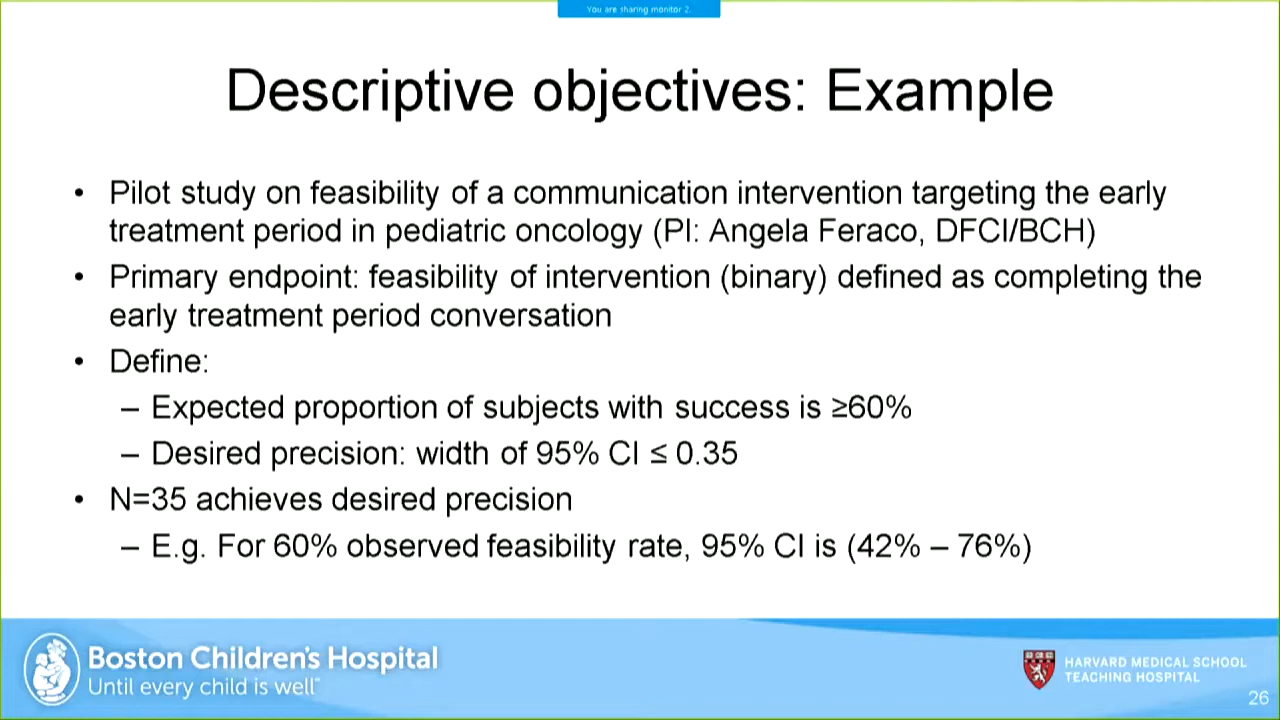 You are sharing monitor 2.
Descriptive objectives: Example
• Pilot study on feasibility of a communication intervention targeting the early
treatment period in pediatric oncology (PI: Angela Feraco, DFCI/BCH)
• Primary endpoint: feasibility of intervention (binary) defined as completing the
early treatment period conversation
• Define:
– Expected proportion of subjects with success is ≥60%
– Desired precision: width of 95% CI ≤ 0.35
• N=35 achieves desired precision
– E.g. For 60% observed feasibility rate, 95% CI is (42% – 76%)
Boston Children's Hospital
Until every child is well™
HARVARD MEDICAL SCHOOL
TEACHING HOSPITAL
26